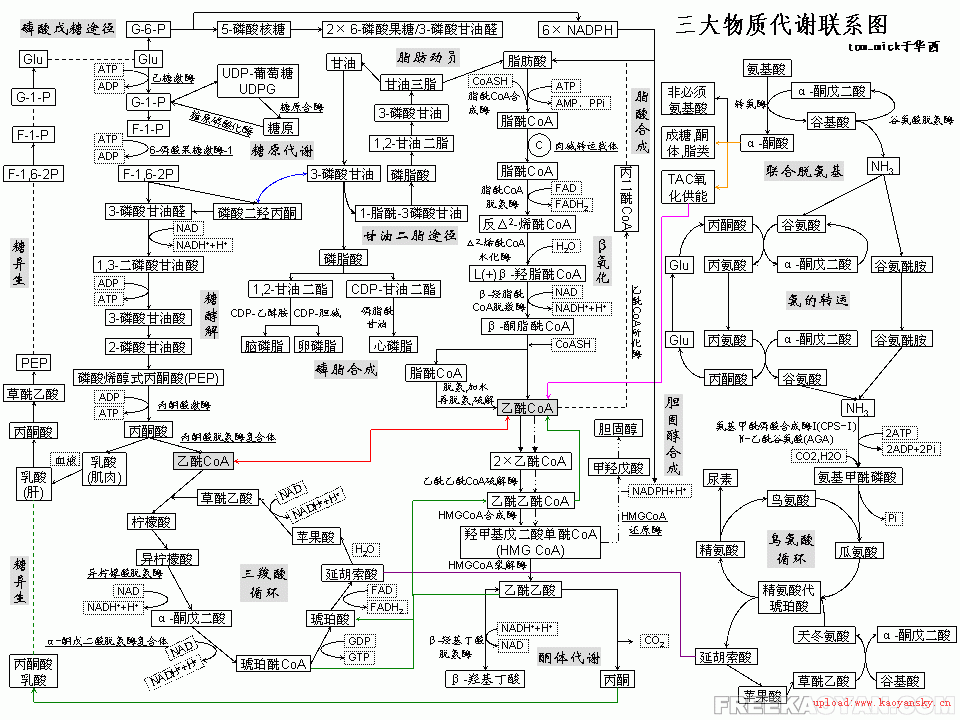 三大物质代谢联系图
tom_mick于华西
磷酸戊糖途径
G-6-P
5-磷酸核糖
2×6-磷酸果糖/3-磷酸甘油醛
6×NADPH
Glu
Glu
ATP
ADP
己糖激酶
UDP-葡萄糖
UDPG
G-1-P
G-1-P
糖原合酶
糖原磷酸化酶
糖原
F-1-P
F-1-P
ATP
ADP
6-磷酸果糖激酶-1
糖原代谢
F-1,6-2P
F-1,6-2P
3-磷酸甘油醛
磷酸二羟丙酮
NAD
NADH⁺+H⁺
糖异生
1,3-二磷酸甘油酸
ADP
ATP
糖酵解
3-磷酸甘油酸
2-磷酸甘油酸
PEP
磷酸烯醇式丙酮酸(PEP)
草酰乙酸
ADP
ATP
丙酮酸激酶
丙酮酸
丙酮酸
丙酮酸脱氢酶复合体
乳酸
(肝)
血液
乳酸
(肌肉)
乙酰CoA
甘油
脂肪动员
甘油三脂
3-磷酸甘油
1,2-甘油二脂
3-磷酸甘油
磷脂酸
1-脂酰-3磷酸甘油
甘油二脂途径
磷脂酸
1,2-甘油二酯
CDP-甘油二酯
CDP-乙醇胺
CDP-胆碱
磷脂酰
甘油
脑磷脂
卵磷脂
心磷脂
磷脂合成
脂肪酸
CoASH
脂酰CoA合
成酶
ATP
AMP、PPi
脂酰CoA
C
肉碱转运载体
脂酸合成
脂酰CoA
脂酰CoA
脱氢酶
FAD
FADH₂
丙二酰CoA
反△²-烯酰CoA
△²-烯酰CoA
水化酶
H₂O
β氧化
L(+)β-羟脂酰CoA
β-羟脂酰
CoA脱氢酶
NAD
NADH⁺+H⁺
乙酰CoA羧化酶
β-酮脂酰CoA
CoASH
脂酰CoA
脱氢,加水
再脱氢,硫解
乙酰CoA
2×乙酰CoA
乙酰乙酰CoA硫解酶
乙酰乙酰CoA
HMGCoA合成酶
羟甲基戊二酸单酰CoA
(HMG CoA)
HMGCoA裂解酶
乙酰乙酸
NADH⁺+H⁺
NAD
β-羟基丁酸
脱氢酶
CO₂
酮体代谢
β-羟基丁酸
丙酮
胆固醇
胆固醇合成
甲羟戊酸
NADPH+H⁺
HMGCoA
还原酶
草酰乙酸
NAD
NADH⁺+H⁺
柠檬酸
苹果酸
H₂O
异柠檬酸
三羧酸
循环
延胡索酸
异柠檬酸脱氢酶
NAD
NADH⁺+H⁺
FAD
FADH₂
α-酮戊二酸
琥珀酸
α-酮戊二酸脱氢酶复合体
NAD
NADH⁺+H⁺
GDP
GTP
琥珀酰CoA
糖异生
丙酮酸
乳酸
氨基酸
非必须
氨基酸
α-酮戊二酸
转氨酶
谷基酸
谷氨酸脱氢酶
成糖,酮
体,脂类
α-酮酸
TAC氧
化供能
联合脱氨基
NH₃
丙酮酸
谷氨酸
Glu
丙氨酸
α-酮戊二酸
谷氨酰胺
氨的转运
Glu
丙氨酸
α-酮戊二酸
谷氨酰胺
丙酮酸
谷氨酸
NH₃
氨基甲酰磷酸合成酶I(CPS-I)
N-乙酰谷氨酸(AGA)
2ATP
2ADP+2Pi
CO2,H2O
尿素
氨基甲酰磷酸
鸟氨酸
Pi
精氨酸
鸟氨酸
循环
瓜氨酸
精氨酸代
琥珀酸
天冬氨酸
α-酮戊二酸
延胡索酸
苹果酸
草酰乙酸
谷基酸
FREEKAOYAN.COM
upload:www.kaoyansky.cn